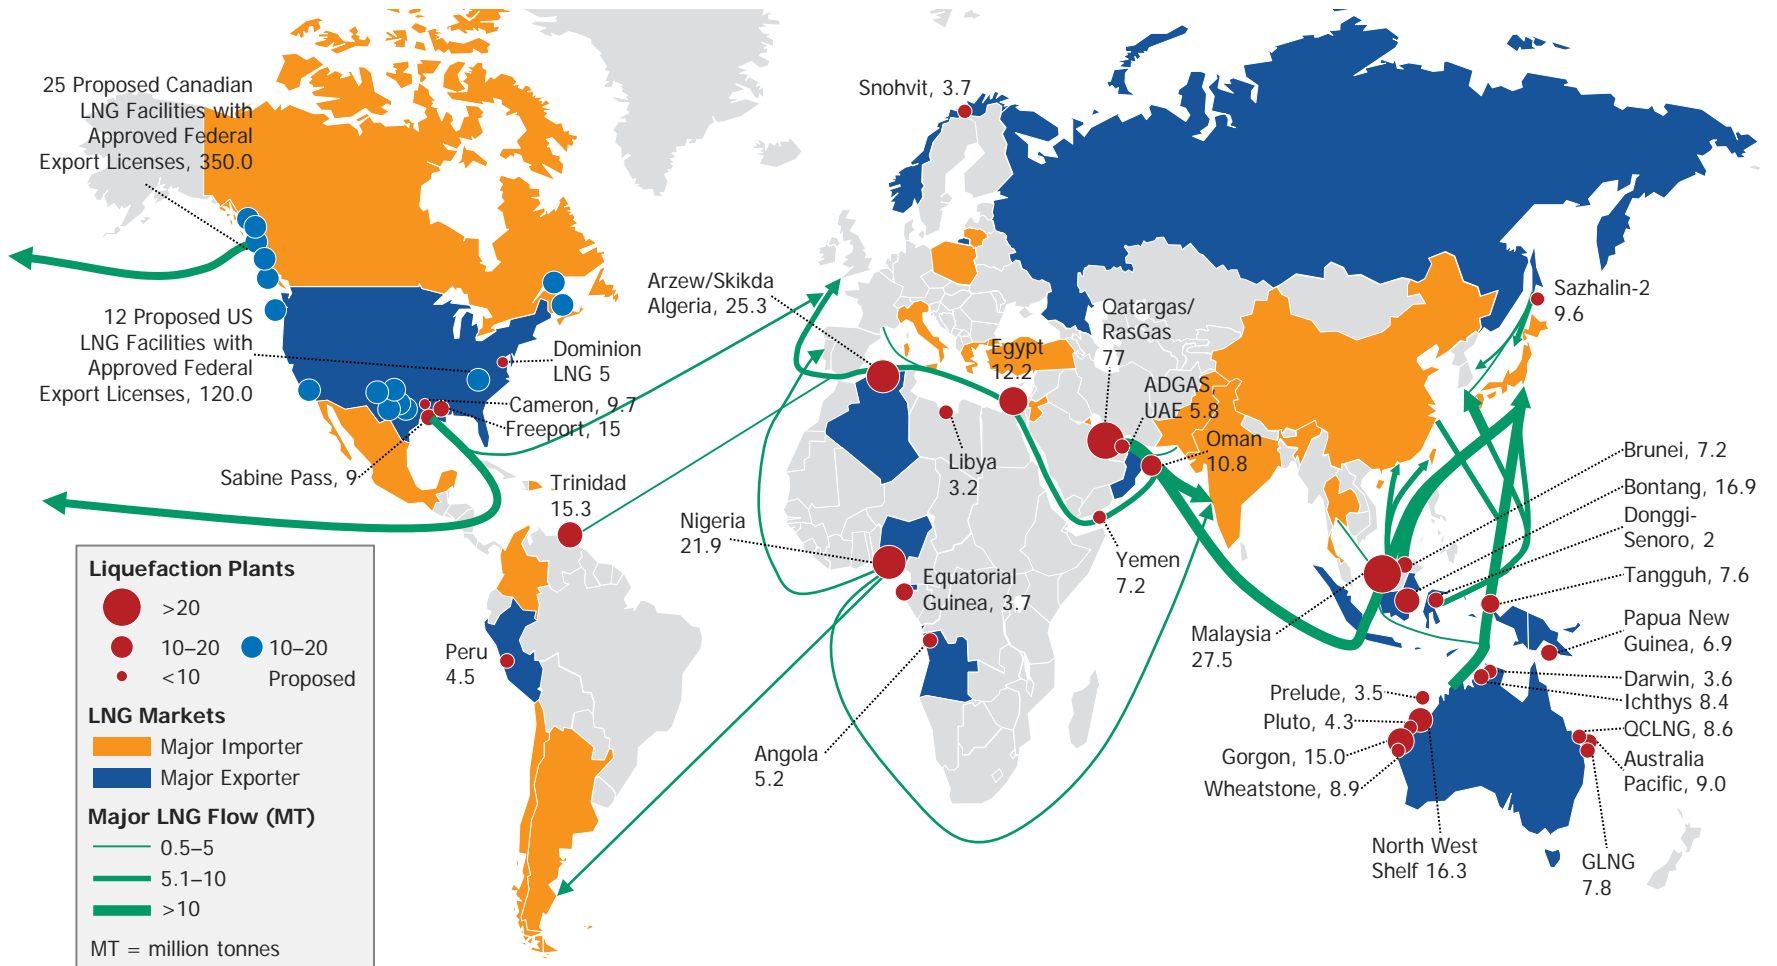 25 Proposed Canadian
LNG Facilities with
Approved Federal
Export Licenses, 350.0
Snohvit, 3.7
Arzew/Skikda
Algeria, 25.3
Qatargas/
RasGas
77
Sazhalin-2
9.6
12 Proposed US
LNG Facilities with
Approved Federal
Export Licenses, 120.0
Dominion
LNG 5
Egypt
12.2
ADGAS,
UAE 5.8
Cameron, 9.7
Freeport, 15
Oman
10.8
Sabine Pass, 9
Trinidad
15.3
Libya
3.2
Nigeria
21.9
Yemen
7.2
Equatorial
Guinea, 3.7
Brunei, 7.2
Bontang, 16.9
Donggi-
Senoro, 2
Tangguh, 7.6
Papua New
Guinea, 6.9
Malaysia
27.5
Peru
4.5
Angola
5.2
Darwin, 3.6
Ichthys 8.4
QCLNG, 8.6
Australia
Pacific, 9.0
Prelude, 3.5
Pluto, 4.3
Gorgon, 15.0
Wheatstone, 8.9
North West
Shelf 16.3
GLNG
7.8
Liquefaction Plants
>20
10–20
10–20
<10
Proposed
LNG Markets
Major Importer
Major Exporter
Major LNG Flow (MT)
0.5–5
5.1–10
>10
MT = million tonnes